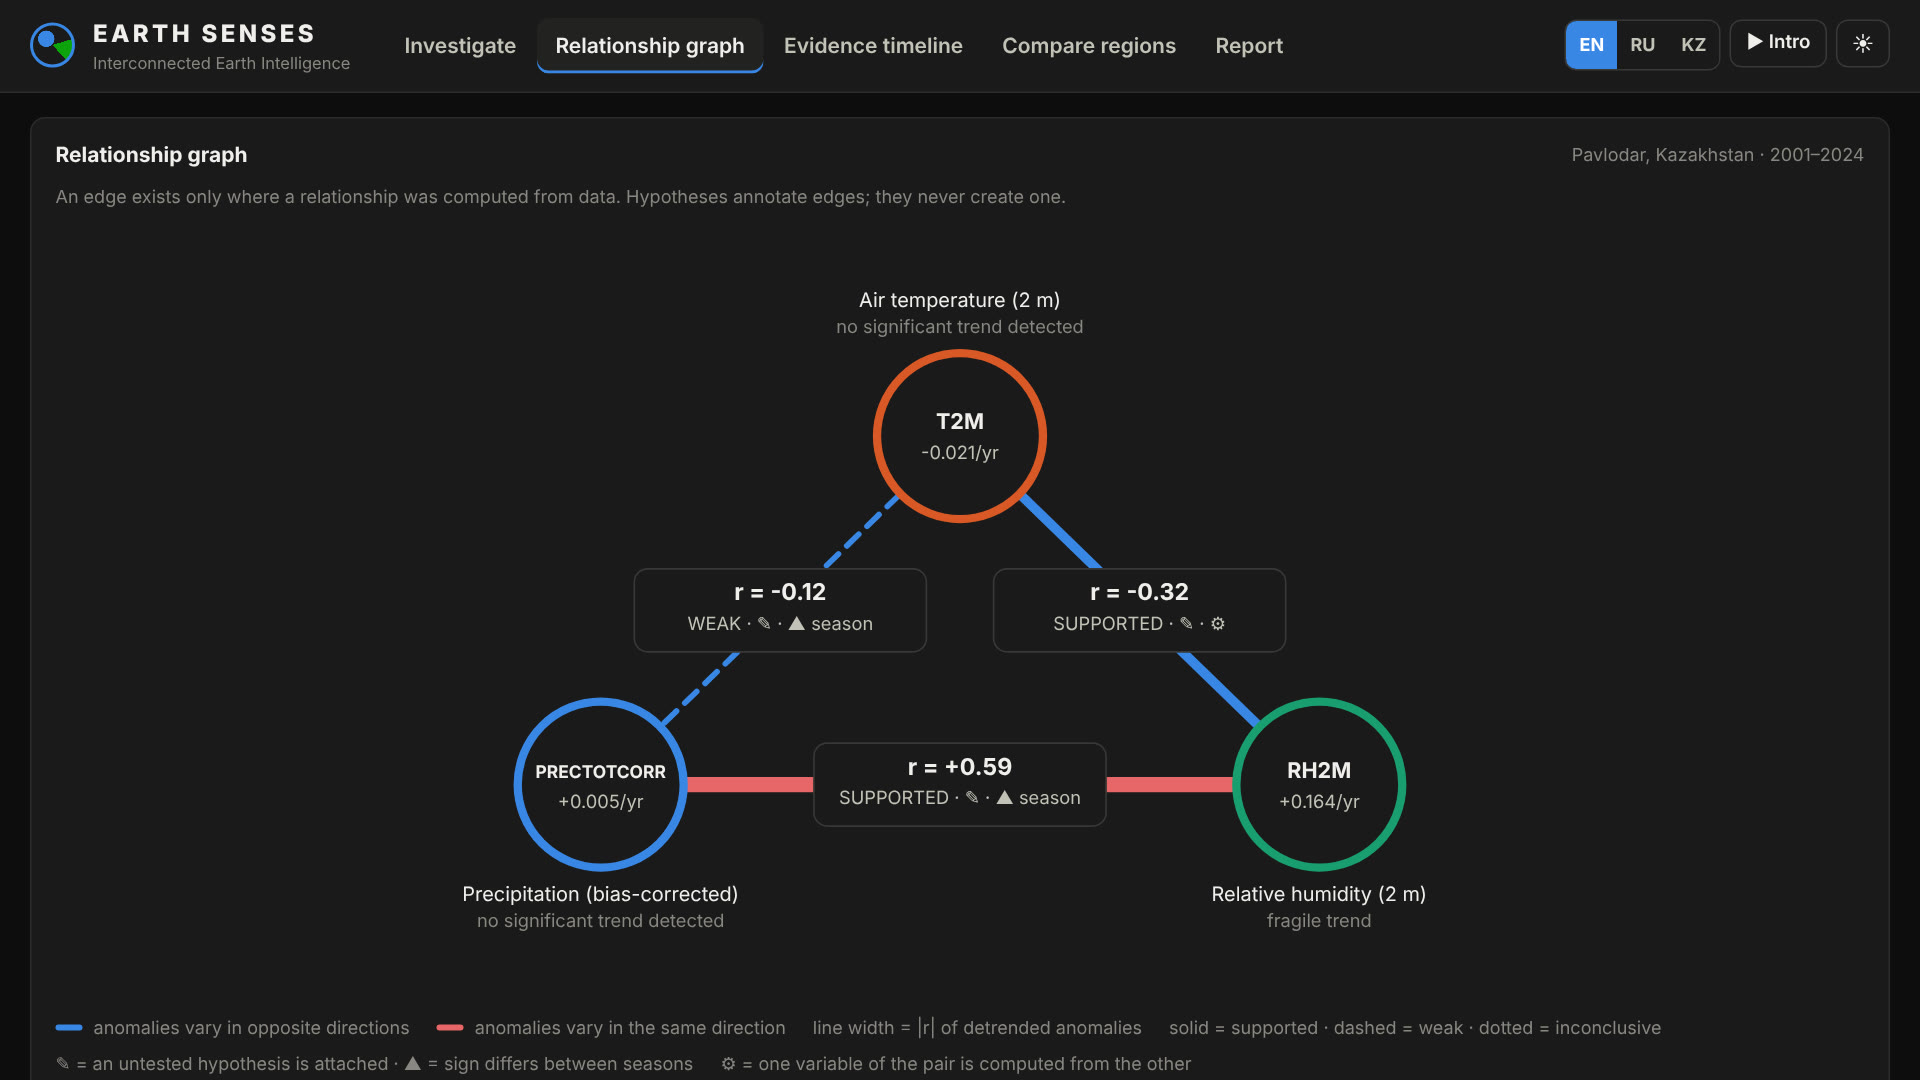 EARTH SENSES
Interconnected Earth Intelligence
Investigate
Relationship graph
Evidence timeline
Compare regions
Report
EN RU KZ
▶ Intro
☀
Relationship graph
Pavlodar, Kazakhstan · 2001–2024
An edge exists only where a relationship was computed from data. Hypotheses annotate edges; they never create one.
Air temperature (2 m)
no significant trend detected
T2M
-0.021/yr
r = -0.12
WEAK · ✎ · ▲ season
r = -0.32
SUPPORTED · ✎ · ⚙
PRECTOTCORR
+0.005/yr
r = +0.59
SUPPORTED · ✎ · ▲ season
RH2M
+0.164/yr
Precipitation (bias-corrected)
no significant trend detected
Relative humidity (2 m)
fragile trend
anomalies vary in opposite directions
anomalies vary in the same direction
line width = |r| of detrended anomalies
solid = supported · dashed = weak · dotted = inconclusive
✎ = an untested hypothesis is attached · ▲ = sign differs between seasons
⚙ = one variable of the pair is computed from the other